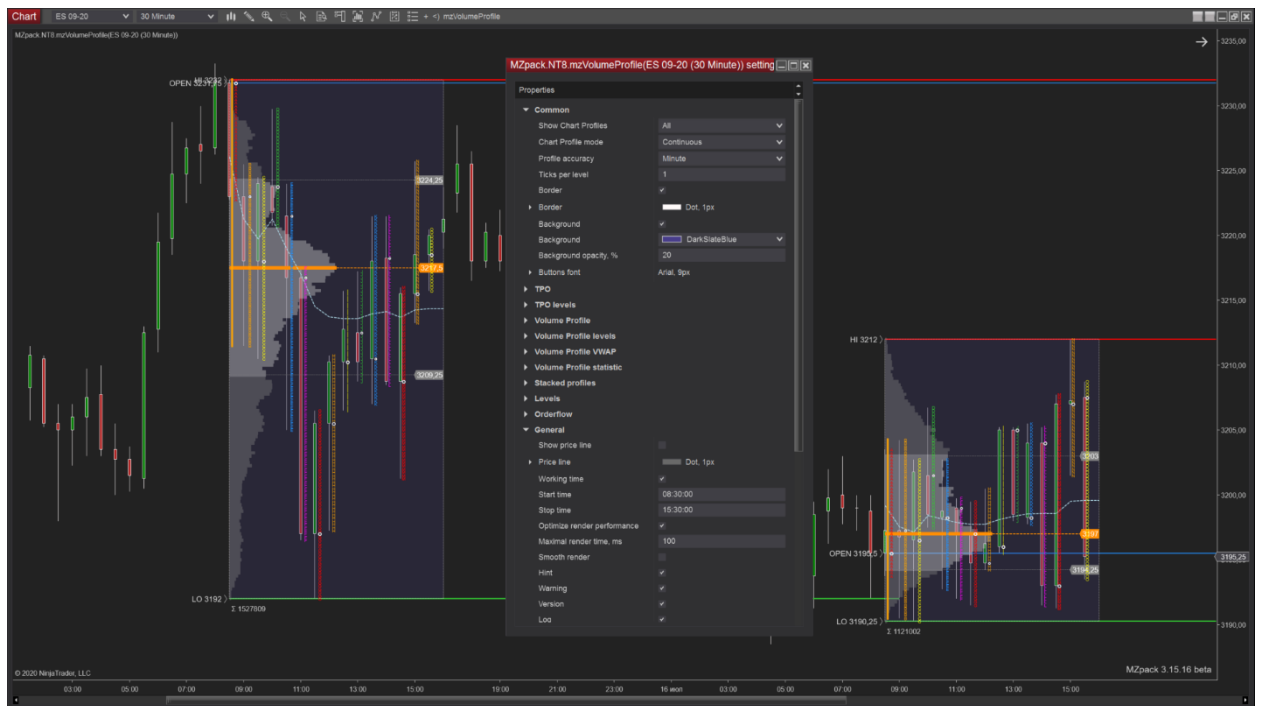 Chart ES 09-20 30 Minute + <) mzVolumeProfile
MZpack.NT8.mzVolumeProfile(ES 09-20 (30 Minute))
HI 3232
OPEN 3231,75
3224,25
3217,5
3209,25
LO 3192
Σ 1527809
MZpack.NT8.mzVolumeProfile(ES 09-20 (30 Minute)) setting
Properties
Common
Show Chart Profiles All
Chart Profile mode Continuous
Profile accuracy Minute
Ticks per level 1
Border
Border Dot, 1px
Background
Background DarkSlateBlue
Background opacity, % 20
Buttons font Arial, 9px
TPO
TPO levels
Volume Profile
Volume Profile levels
Volume Profile VWAP
Volume Profile statistic
Stacked profiles
Levels
Orderflow
General
Show price line
Price line Dot, 1px
Working time
Start time 08:30:00
Stop time 15:30:00
Optimize render performance
Maximal render time, ms 100
Smooth render
Hint
Warning
Version
Log
HI 3212
3203
3197
OPEN 3195,5
3194,25
LO 3190,25
Σ 1121002
3235,00
3230,00
3225,00
3220,00
3215,00
3210,00
3205,00
3200,00
3195,25
3190,00
MZpack 3.15.16 beta
© 2020 NinjaTrader, LLC
03:00 05:00 07:00 09:00 11:00 13:00 15:00 19:00 21:00 23:00 16 июл 03:00 05:00 07:00 09:00 11:00 13:00 15:00